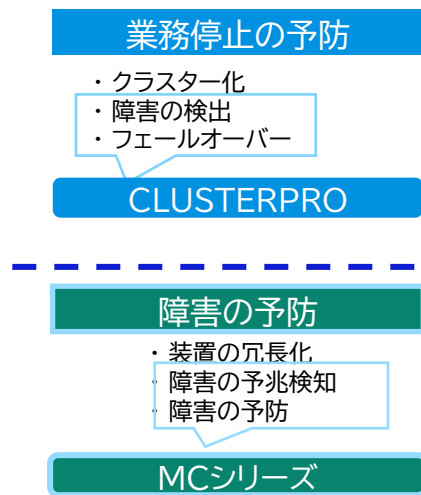 業務停止の予防
・クラスター化
・障害の検出
・フェールオーバー
CLUSTERPRO
障害の予防
・装置の冗長化
・障害の予兆検知
・障害の予防
MCシリーズ